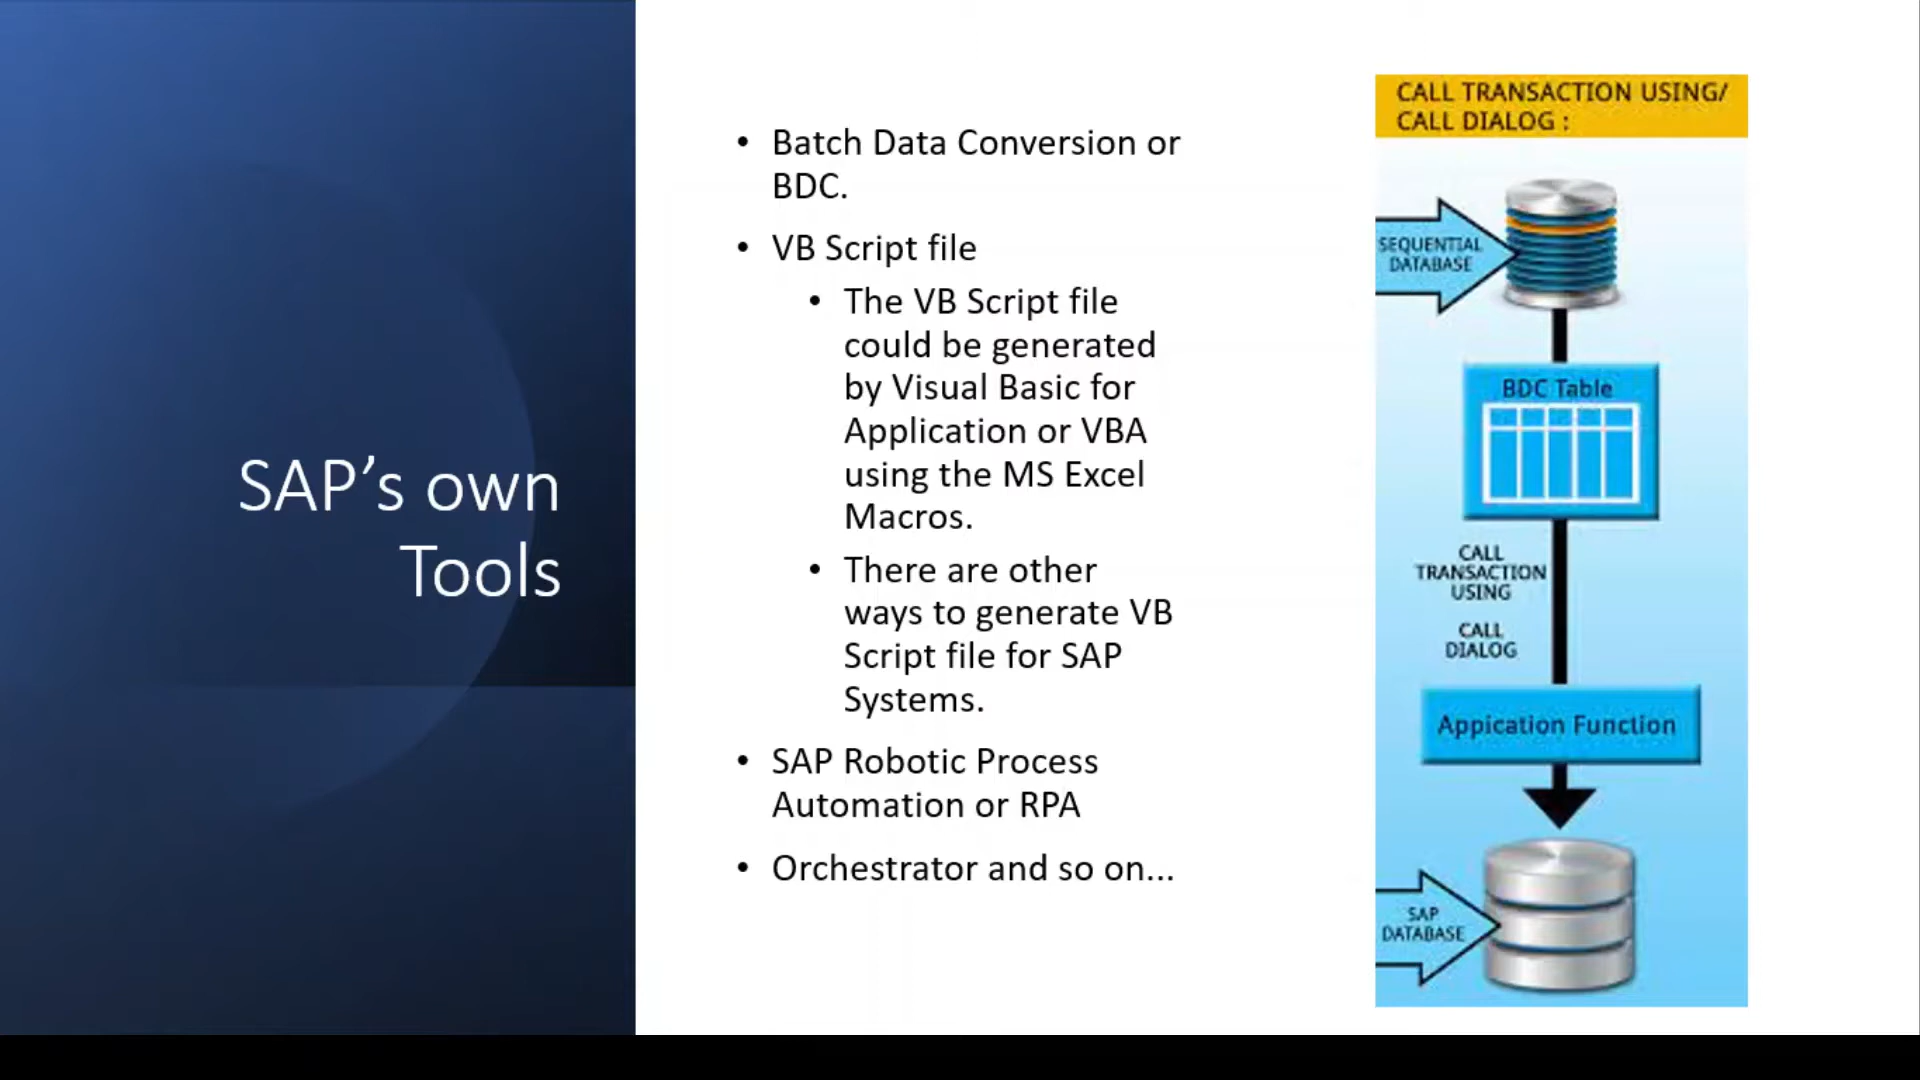 SAP’s own
Tools
• Batch Data Conversion or
BDC.
• VB Script file
• The VB Script file
could be generated
by Visual Basic for
Application or VBA
using the MS Excel
Macros.
• There are other
ways to generate VB
Script file for SAP
Systems.
• SAP Robotic Process
Automation or RPA
• Orchestrator and so on...
CALL TRANSACTION USING/
CALL DIALOG :
SEQUENTIAL
DATABASE
BDC Table
CALL
TRANSACTION
USING
CALL
DIALOG
Appication Function
SAP
DATABASE